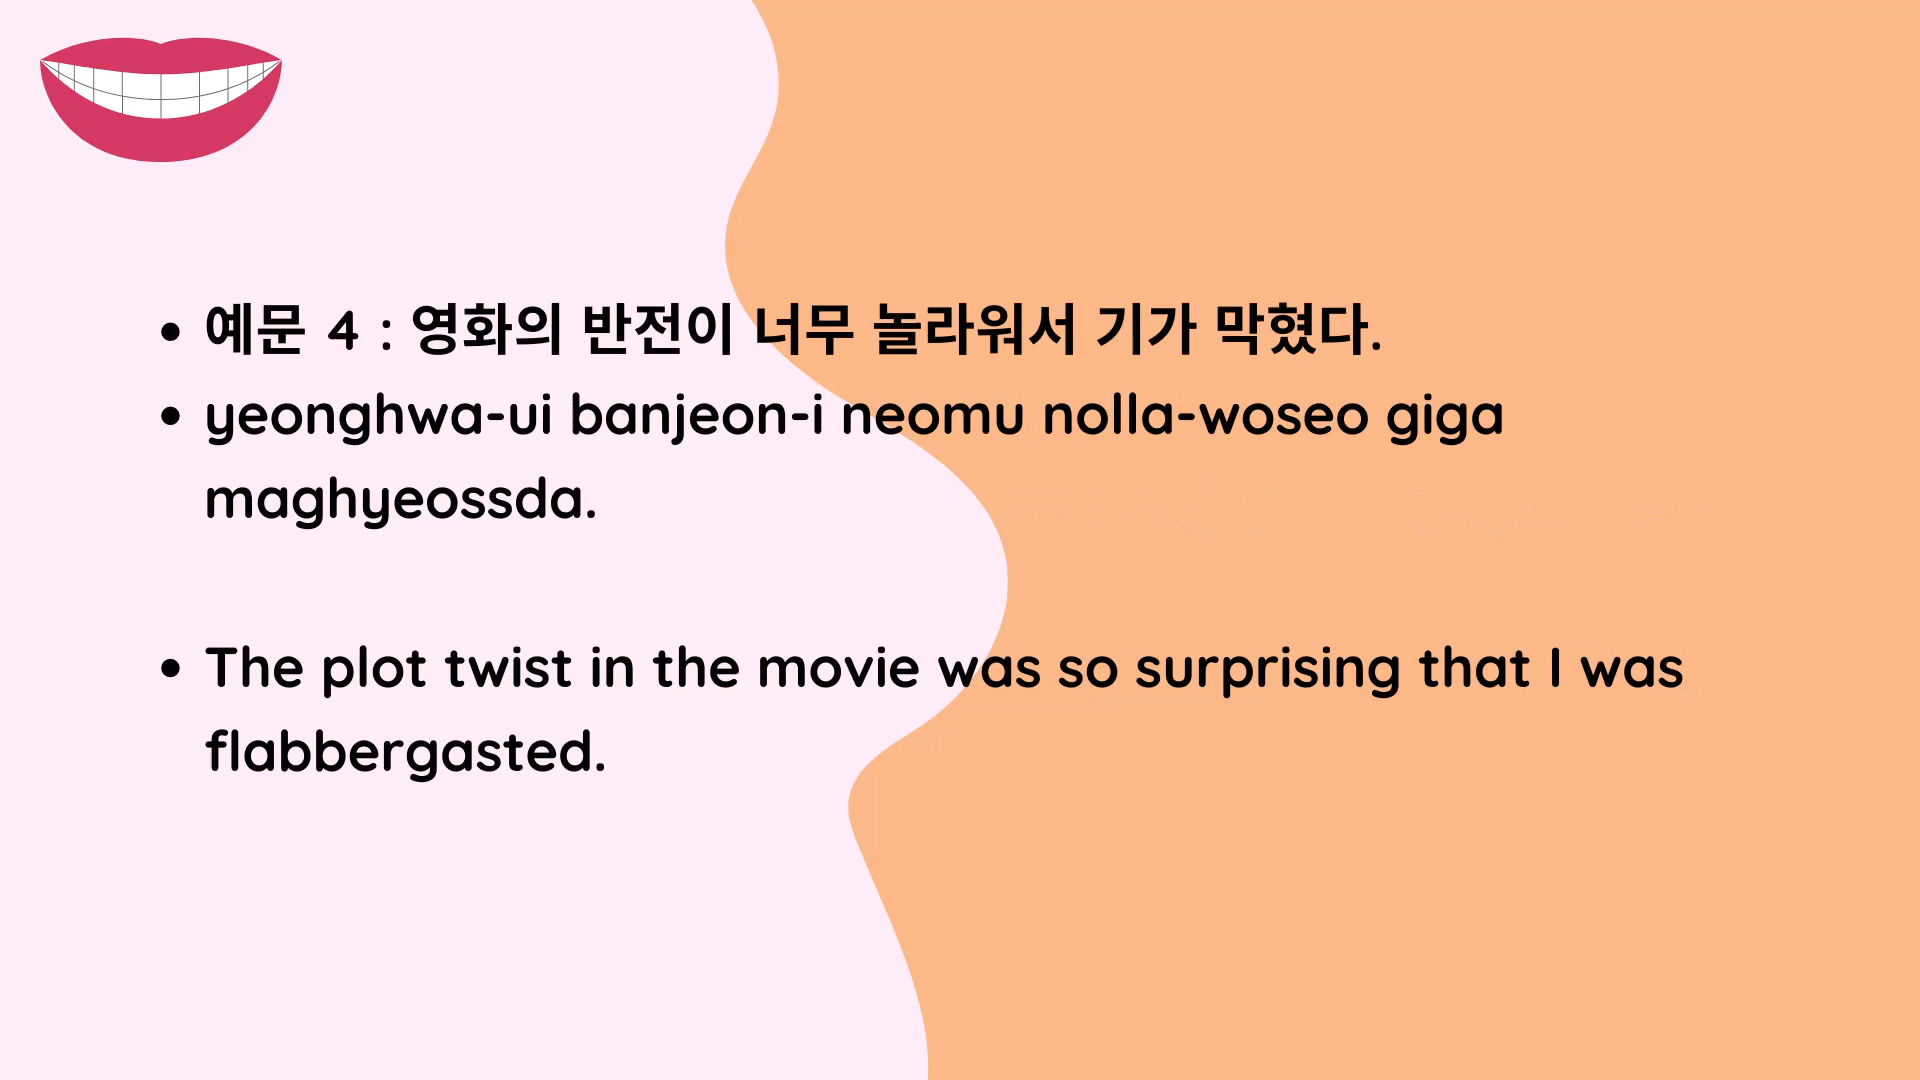 • 예문 4 : 영화의 반전이 너무 놀라워서 기가 막혔다.
• yeonghwa-ui banjeon-i neomu nolla-woseo giga
maghyeossda.
• The plot twist in the movie was so surprising that I was
flabbergasted.